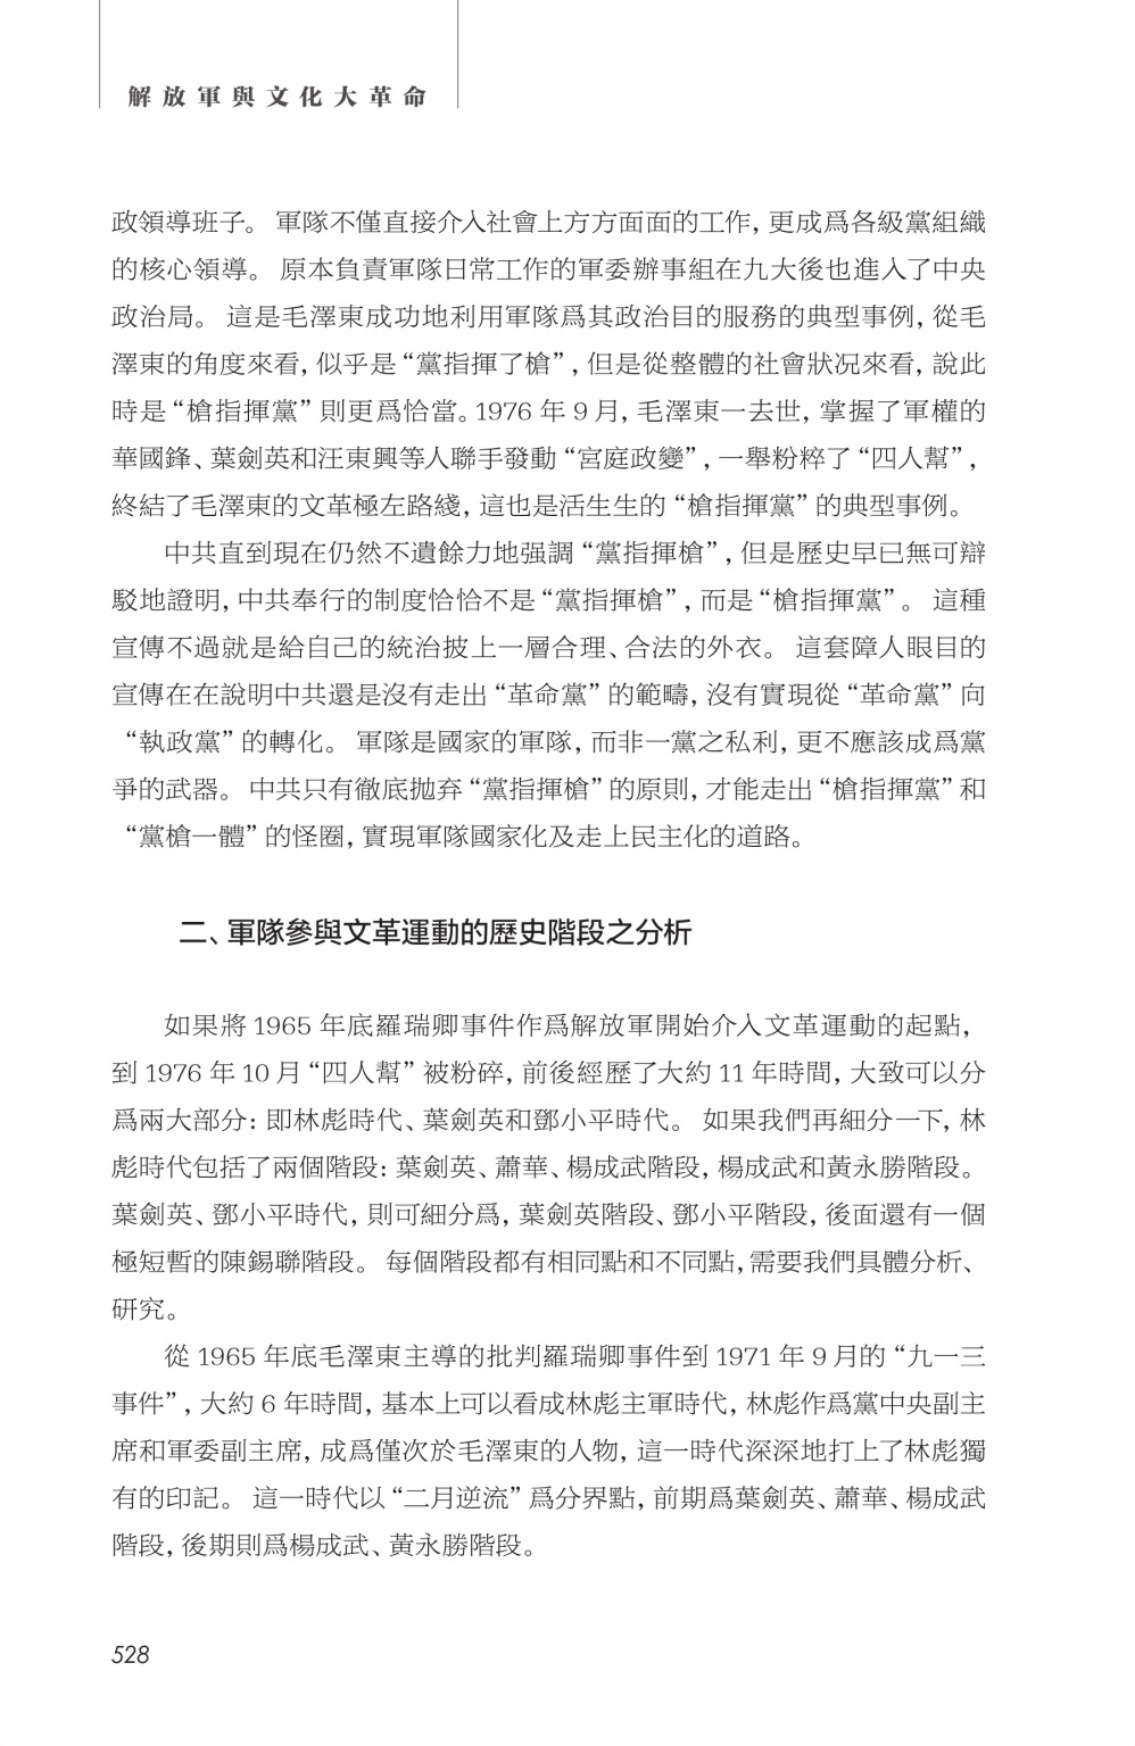 解放軍與文化大革命
政領導班子。 軍隊不僅直接介入社會上方方面面的工作, 更成爲各級黨組織
的核心領導。 原本負責軍隊日常工作的軍委辦事組在九大後也進入了中央
政治局。 這是毛澤東成功地利用軍隊爲其政治目的服務的典型事例, 從毛
澤東的角度來看, 似乎是“黨指揮了槍”, 但是從整體的社會狀況來看, 說此
時是“槍指揮黨”則更爲恰當。1976 年 9 月, 毛澤東一去世, 掌握了軍權的
華國鋒、葉劍英和汪東興等人聯手發動“宮庭政變”, 一舉粉粹了“四人幫”,
終結了毛澤東的文革極左路綫, 這也是活生生的“槍指揮黨”的典型事例。
中共直到現在仍然不遺餘力地强調“黨指揮槍”, 但是歷史早已無可辯
駁地證明, 中共奉行的制度恰恰不是“黨指揮槍”, 而是“槍指揮黨”。 這種
宣傳不過就是給自己的統治披上一層合理、合法的外衣。 這套障人眼目的
宣傳在在說明中共還是沒有走出“革命黨”的範疇, 沒有實現從“革命黨”向
“執政黨”的轉化。 軍隊是國家的軍隊, 而非一黨之私利, 更不應該成爲黨
爭的武器。 中共只有徹底拋弃“黨指揮槍”的原則, 才能走出“槍指揮黨”和
“黨槍一體”的怪圈, 實現軍隊國家化及走上民主化的道路。
二、軍隊參與文革運動的歷史階段之分析
如果將 1965 年底羅瑞卿事件作爲解放軍開始介入文革運動的起點,
到 1976 年 10 月“四人幫”被粉碎, 前後經歷了大約 11 年時間, 大致可以分
爲兩大部分: 即林彪時代、葉劍英和鄧小平時代。 如果我們再細分一下, 林
彪時代包括了兩個階段: 葉劍英、蕭華、楊成武階段, 楊成武和黃永勝階段。
葉劍英、鄧小平時代, 則可細分爲, 葉劍英階段、鄧小平階段, 後面還有一個
極短暫的陳錫聯階段。 每個階段都有相同點和不同點, 需要我們具體分析、
研究。
從 1965 年底毛澤東主導的批判羅瑞卿事件到 1971 年 9 月的“九一三
事件”, 大約 6 年時間, 基本上可以看成林彪主軍時代, 林彪作爲黨中央副主
席和軍委副主席, 成爲僅次於毛澤東的人物, 這一時代深深地打上了林彪獨
有的印記。 這一時代以“二月逆流”爲分界點, 前期爲葉劍英、蕭華、楊成武
階段, 後期則爲楊成武、黃永勝階段。
528